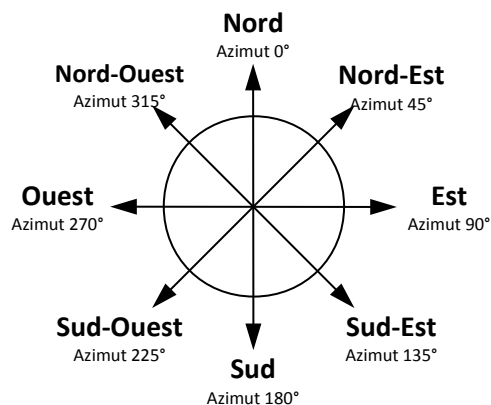 Nord
Azimut 0°
Nord-Ouest
Azimut 315°
Nord-Est
Azimut 45°
Ouest
Azimut 270°
Est
Azimut 90°
Sud-Ouest
Azimut 225°
Sud-Est
Azimut 135°
Sud
Azimut 180°